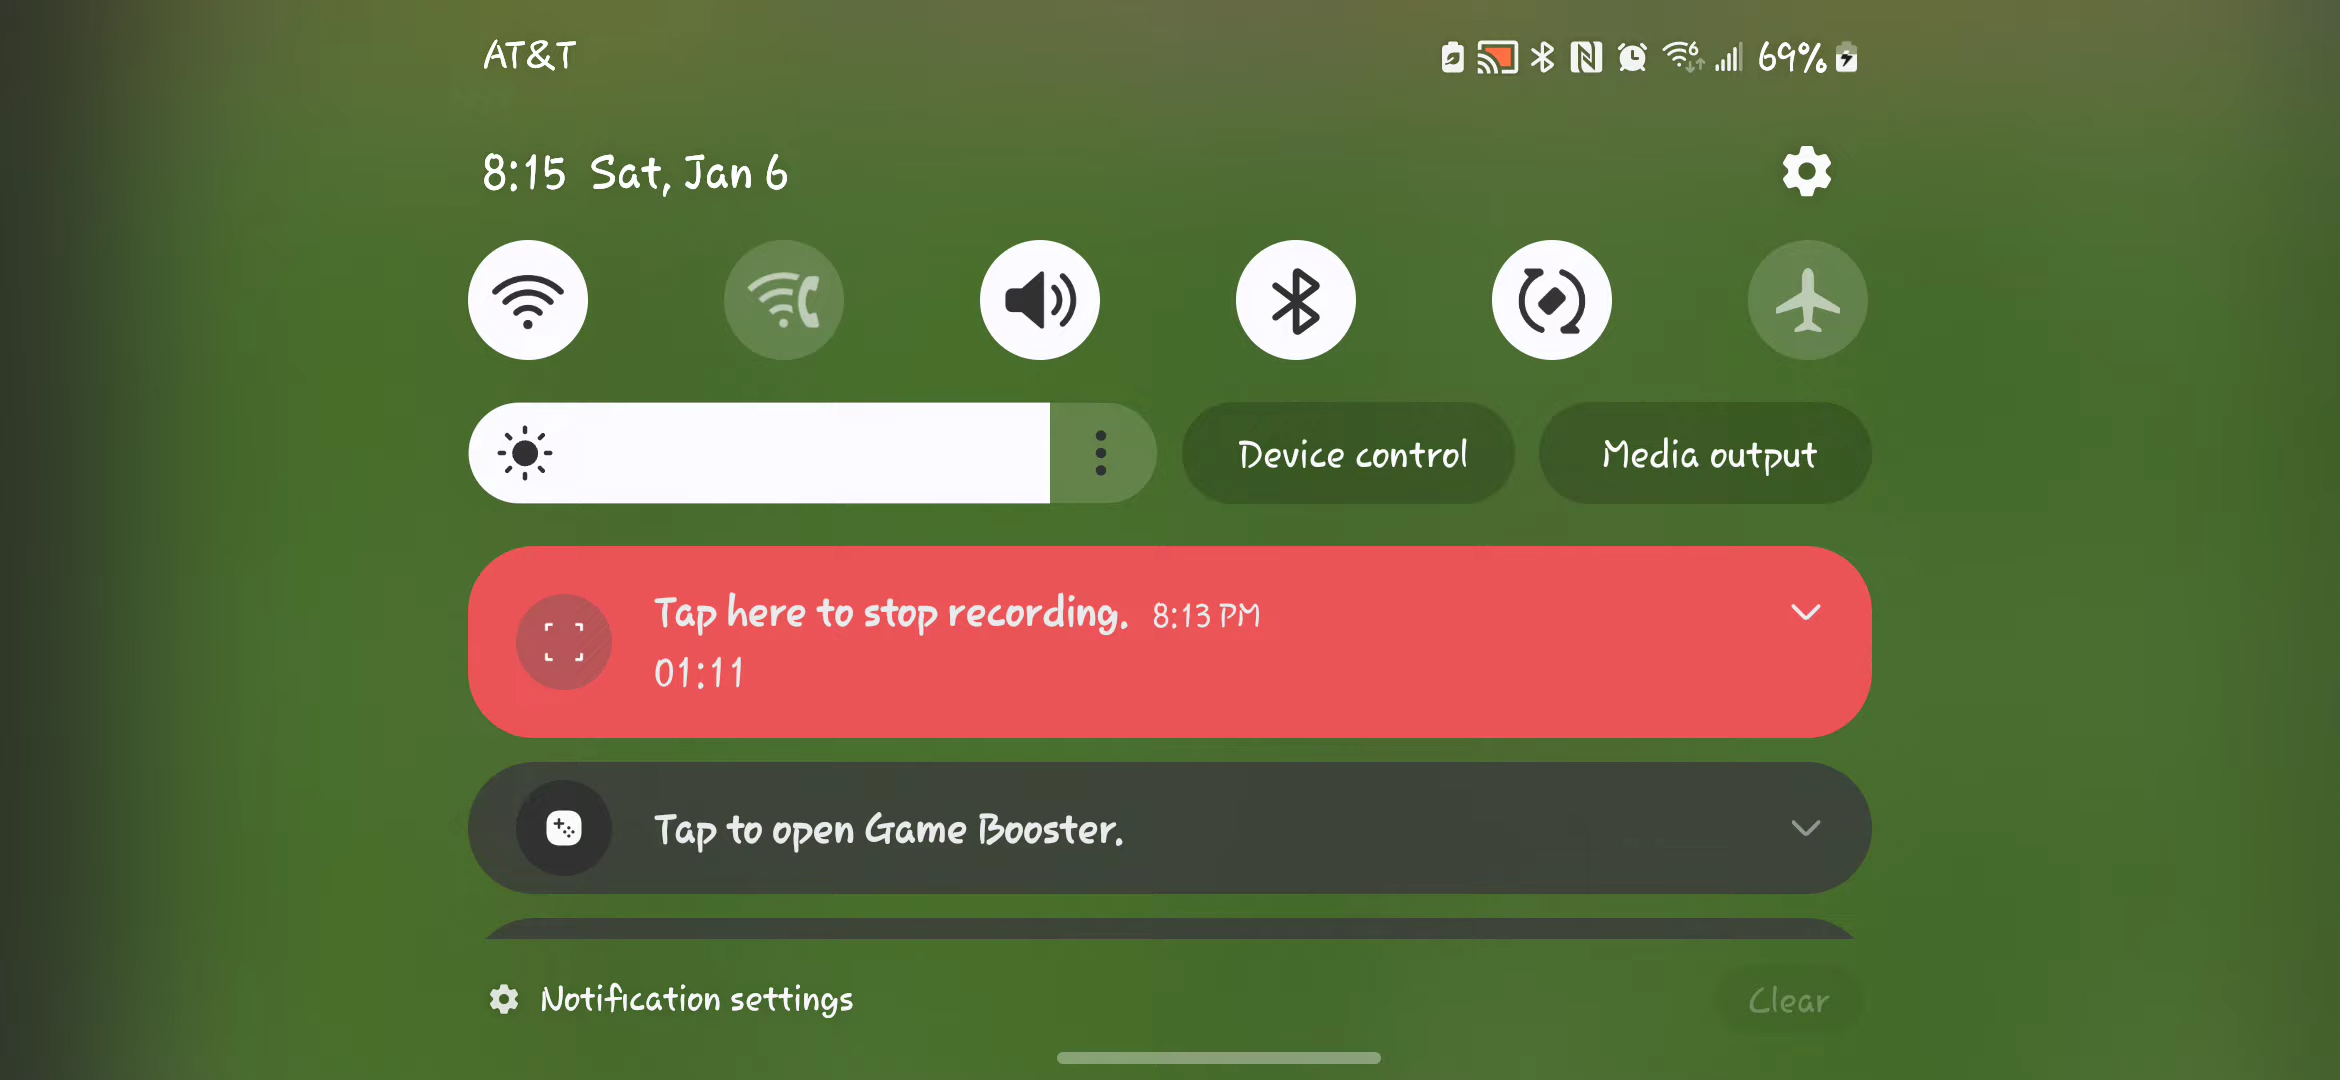 AT&T
6 69%
8:15 Sat, Jan 6
Device control
Media output
Tap here to stop recording. 8:13 PM
01:11
Tap to open Game Booster.
Notification settings
Clear